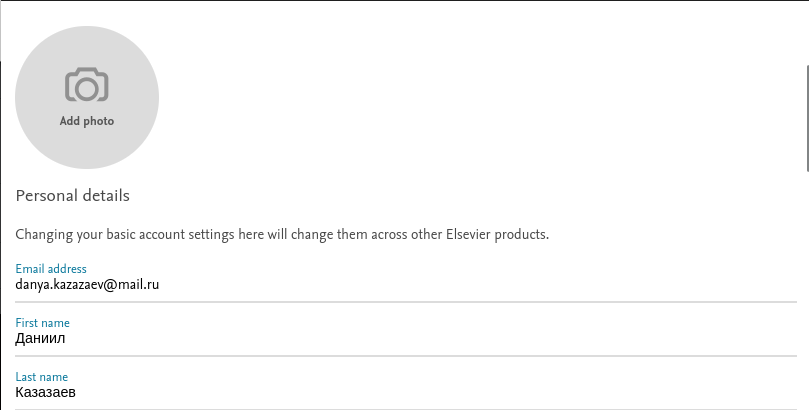 Add photo
Personal details
Changing your basic account settings here will change them across other Elsevier products.
Email address
danya.kazazaev@mail.ru
First name
Даниил
Last name
Казазаев